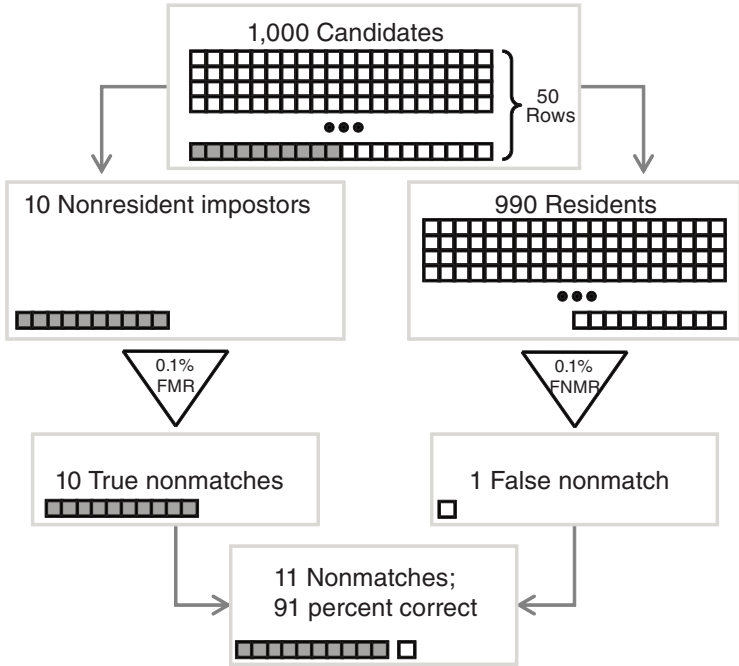 1,000 Candidates
50
Rows
10 Nonresident impostors
990 Residents
0.1%
FMR
0.1%
FNMR
10 True nonmatches
1 False nonmatch
11 Nonmatches;
91 percent correct